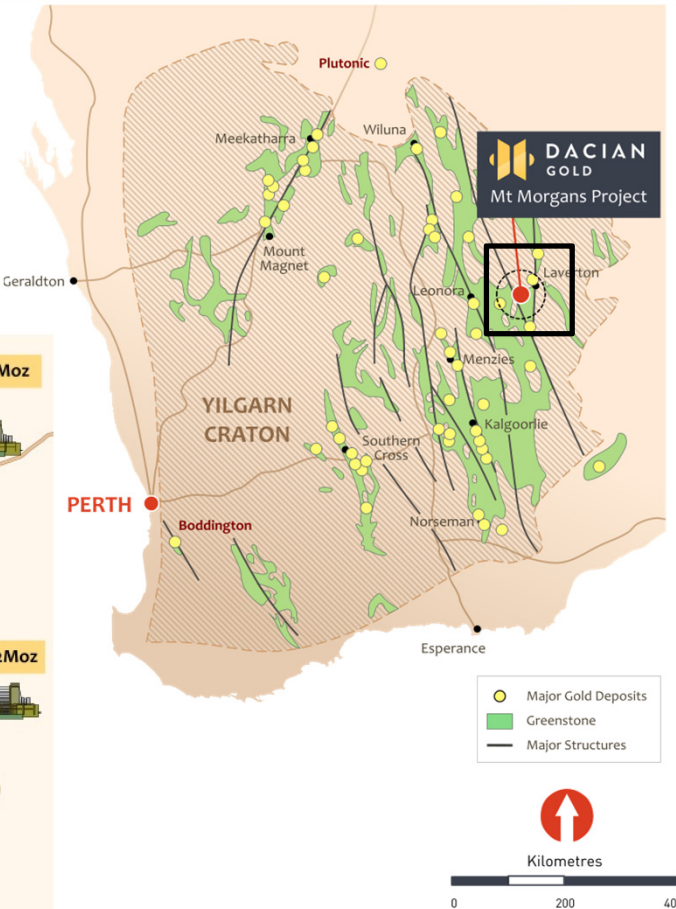 Plutonic
Meekatharra
Wiluna
DACIAN
GOLD
Mt Morgans Project
Mount
Magnet
Geraldton
Laverton
Leonora
Moz
Menzies
YILGARN
CRATON
Kalgoorlie
Southern
Cross
PERTH
Boddington
Norseman
Moz
Esperance
Major Gold Deposits
Greenstone
Major Structures
Kilometres
0 200